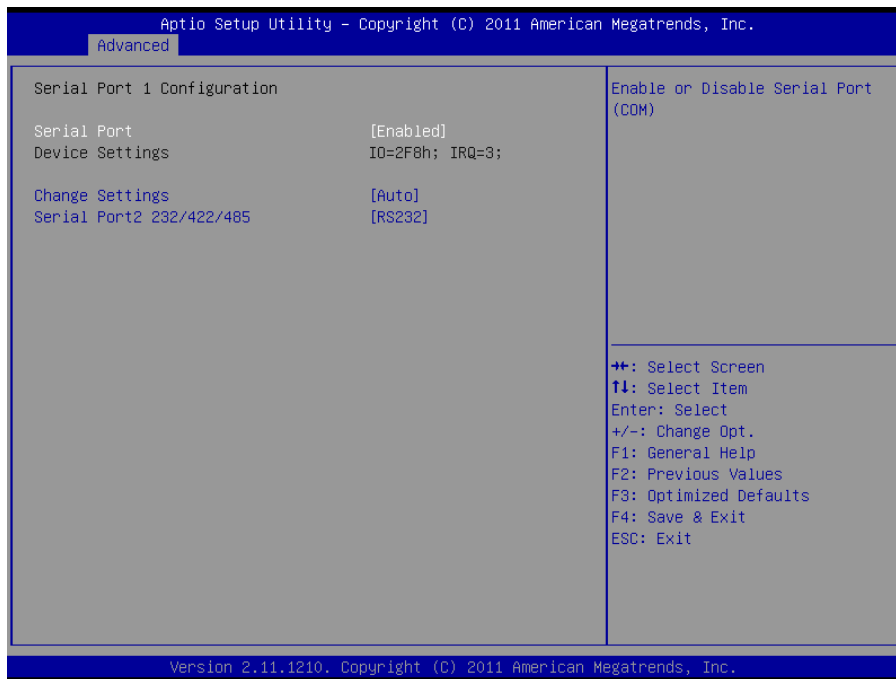 Aptio Setup Utility – Copyright (C) 2011 American Megatrends, Inc.
Advanced
Serial Port 1 Configuration
Serial Port [Enabled]
Device Settings IO=2F8h; IRQ=3;
Change Settings [Auto]
Serial Port2 232/422/485 [RS232]
Enable or Disable Serial Port
(COM)
→←: Select Screen
↑↓: Select Item
Enter: Select
+/-: Change Opt.
F1: General Help
F2: Previous Values
F3: Optimized Defaults
F4: Save & Exit
ESC: Exit
Version 2.11.1210. Copyright (C) 2011 American Megatrends, Inc.